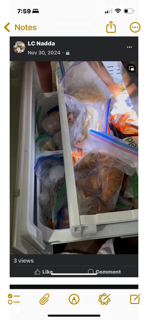 7:59
Notes
LC Nadda
Nov 30, 2024
3 views
Like
Comment